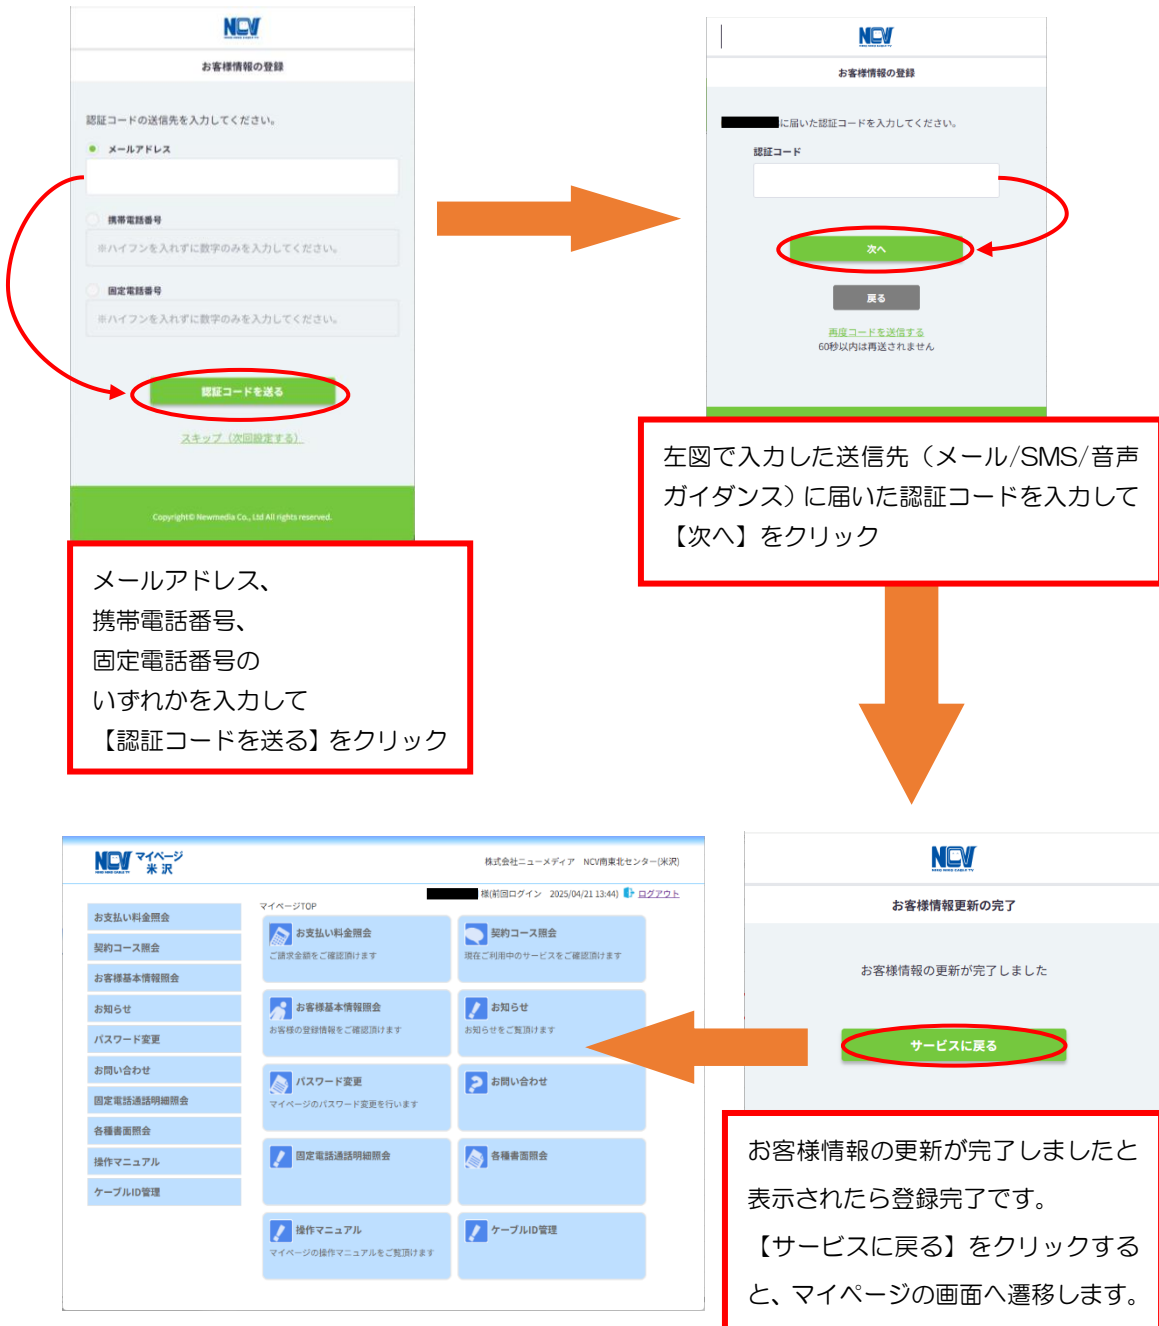 NCV
お客様情報の登録
認証コードの送信先を入力してください。
メールアドレス
携帯電話番号
※ハイフンを入れずに数字のみを入力してください。
固定電話番号
※ハイフンを入れずに数字のみを入力してください。
認証コードを送る
スキップ（次回設定する）
Copyright© Newmedia Co., Ltd All rights reserved.
メールアドレス、
携帯電話番号、
固定電話番号の
いずれかを入力して
【認証コードを送る】をクリック
NCV
お客様情報の登録
に届いた認証コードを入力してください。
認証コード
次へ
戻る
再度コードを送信する
60秒以内は再送されません
左図で入力した送信先（メール/SMS/音声
ガイダンス）に届いた認証コードを入力して
【次へ】をクリック
NCV
お客様情報更新の完了
お客様情報の更新が完了しました
サービスに戻る
お客様情報の更新が完了しましたと
表示されたら登録完了です。
【サービスに戻る】をクリックする
と、マイページの画面へ遷移します。
NCV マイページ
米沢
株式会社ニューメディア NCV南東北センター(米沢)
様(前回ログイン 2025/04/21 13:44) ログアウト
お支払い料金照会
契約コース照会
お客様基本情報照会
お知らせ
パスワード変更
お問い合わせ
固定電話通話明細照会
各種書面照会
操作マニュアル
ケーブルID管理
マイページTOP
お支払い料金照会
ご請求金額をご確認頂けます
契約コース照会
現在ご利用中のサービスをご確認頂けます
お客様基本情報照会
お客様の登録情報をご確認頂けます
お知らせ
お知らせをご覧頂けます
パスワード変更
マイページのパスワード変更を行います
お問い合わせ
固定電話通話明細照会
各種書面照会
操作マニュアル
マイページの操作マニュアルをご覧頂けます
ケーブルID管理